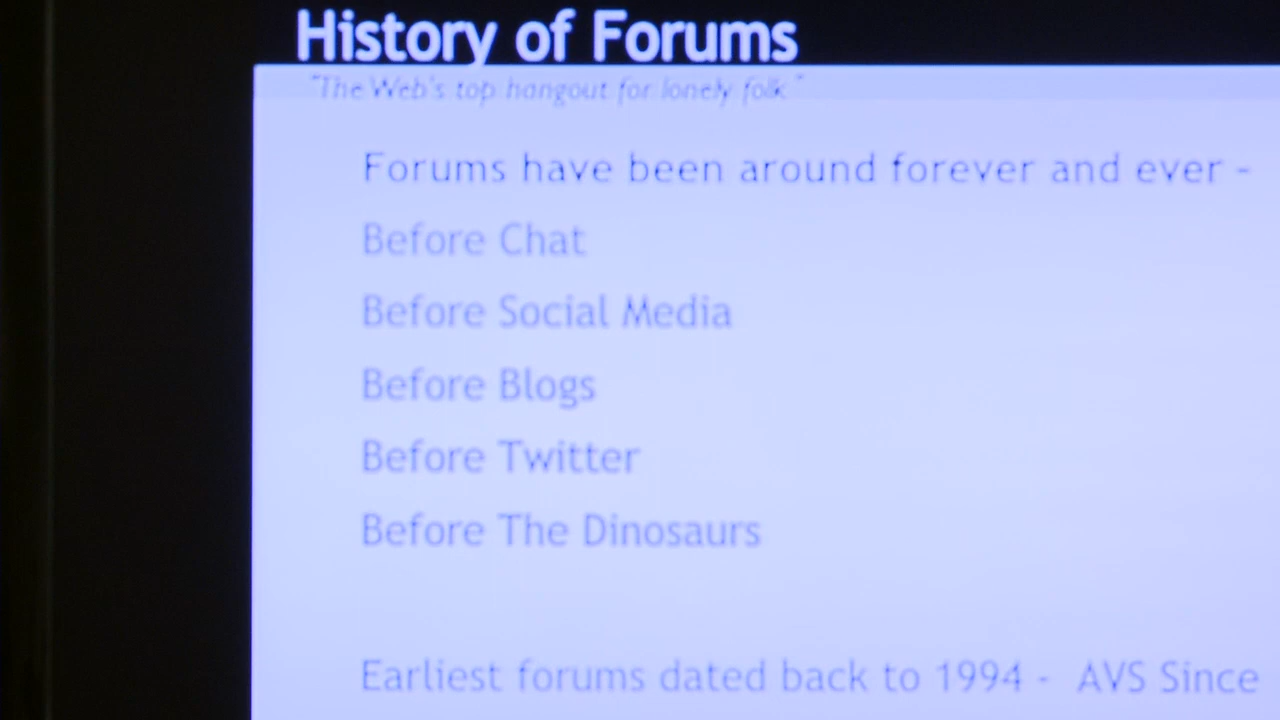 History of Forums
"The Web's top hangout for lonely folk"
Forums have been around forever and ever -
Before Chat
Before Social Media
Before Blogs
Before Twitter
Before The Dinosaurs
Earliest forums dated back to 1994 - AVS Since